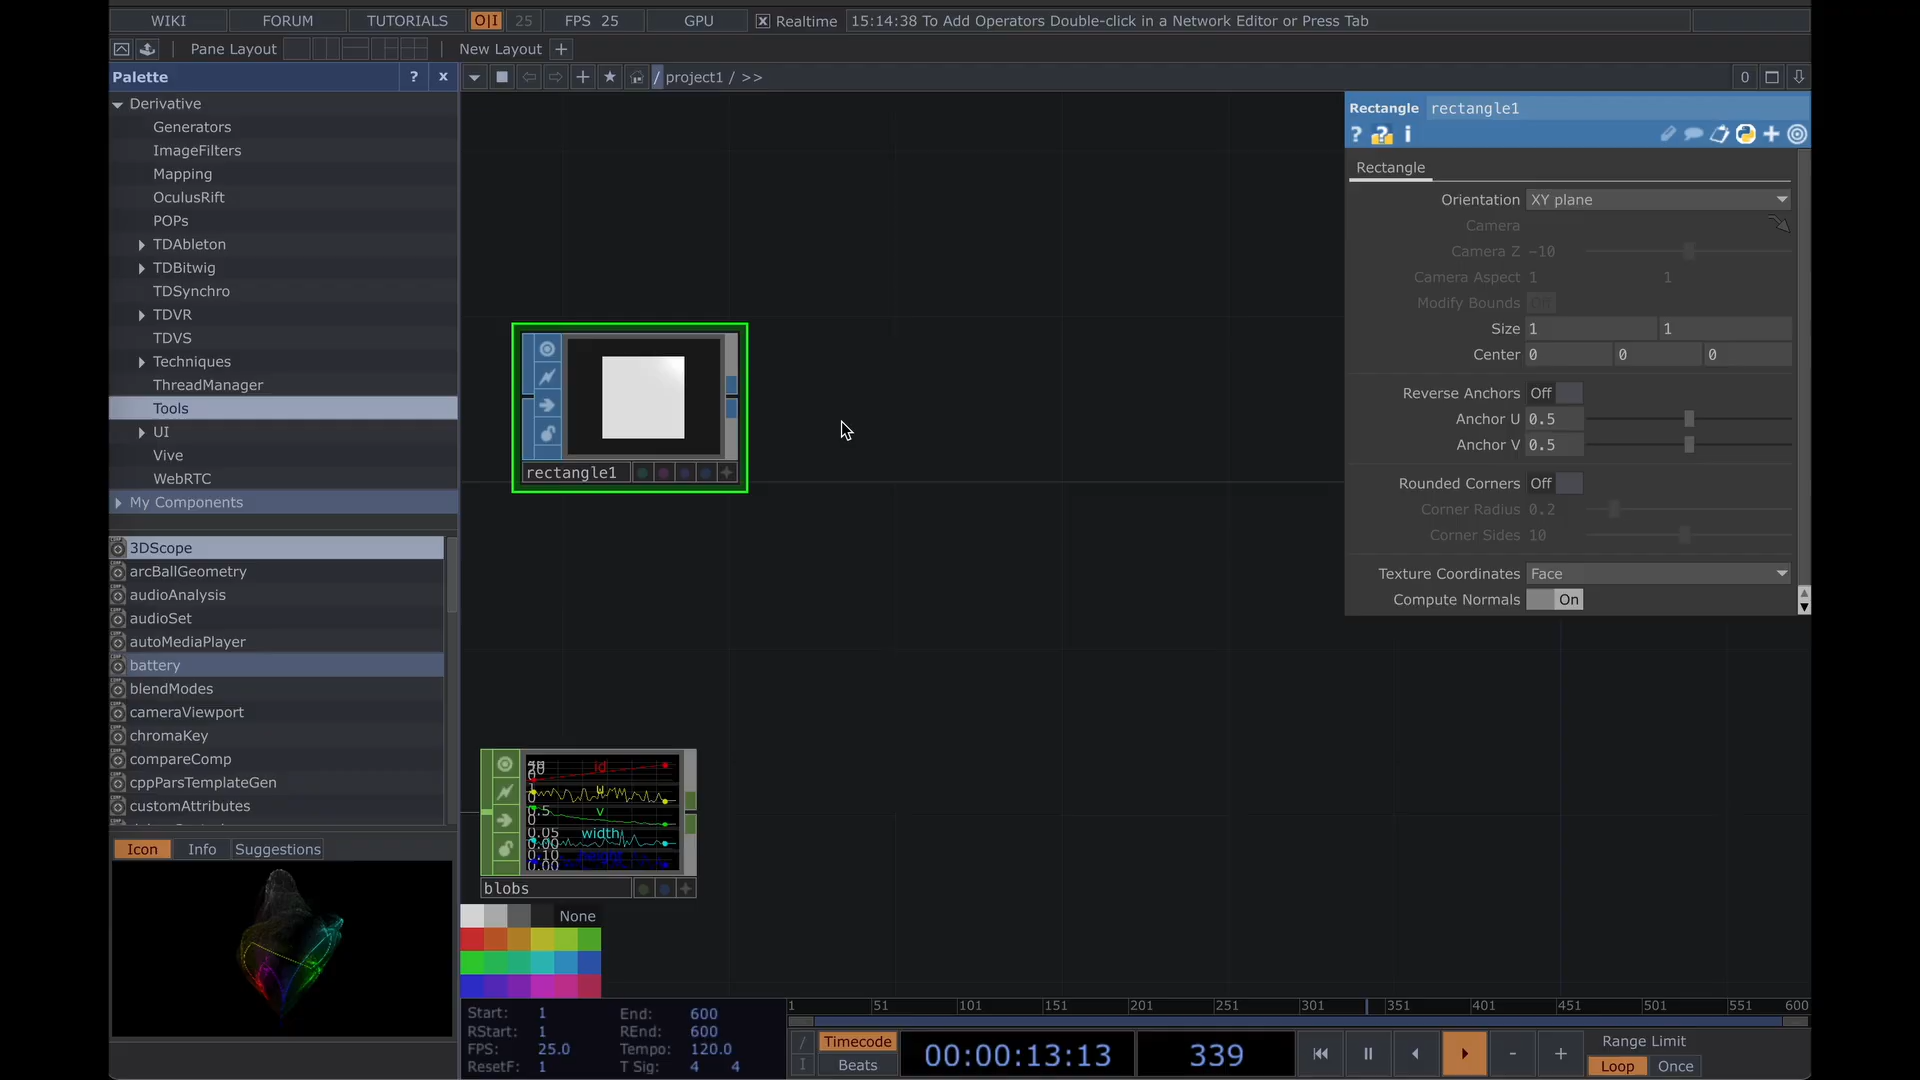 WIKI FORUM TUTORIALS O|I 25 FPS 25 GPU Realtime 15:14:38 To Add Operators Double-click in a Network Editor or Press Tab
Pane Layout New Layout +
Palette ? x
/ project1 / >> 0
Derivative
Generators
ImageFilters
Mapping
OculusRift
POPs
TDAbleton
TDBitwig
TDSynchro
TDVR
TDVS
Techniques
ThreadManager
Tools
UI
Vive
WebRTC
My Components
3DScope
arcBallGeometry
audioAnalysis
audioSet
autoMediaPlayer
battery
blendModes
cameraViewport
chromaKey
compareComp
cppParsTemplateGen
customAttributes
Icon Info Suggestions
rectangle1
id
u
v
width
height
blobs
None
Rectangle rectangle1
? ? i
Rectangle
Orientation XY plane
Camera
Camera Z -10
Camera Aspect 1 1
Modify Bounds Off
Size 1 1
Center 0 0 0
Reverse Anchors Off
Anchor U 0.5
Anchor V 0.5
Rounded Corners Off
Corner Radius 0.2
Corner Sides 10
Texture Coordinates Face
Compute Normals On
Start: 1 End: 600
RStart: 1 REnd: 600
FPS: 25.0 Tempo: 120.0
ResetF: 1 T Sig: 4 4
1 51 101 151 201 251 301 351 401 451 501 551 600
Timecode
Beats
00:00:13:13
339
- +
Range Limit
Loop Once